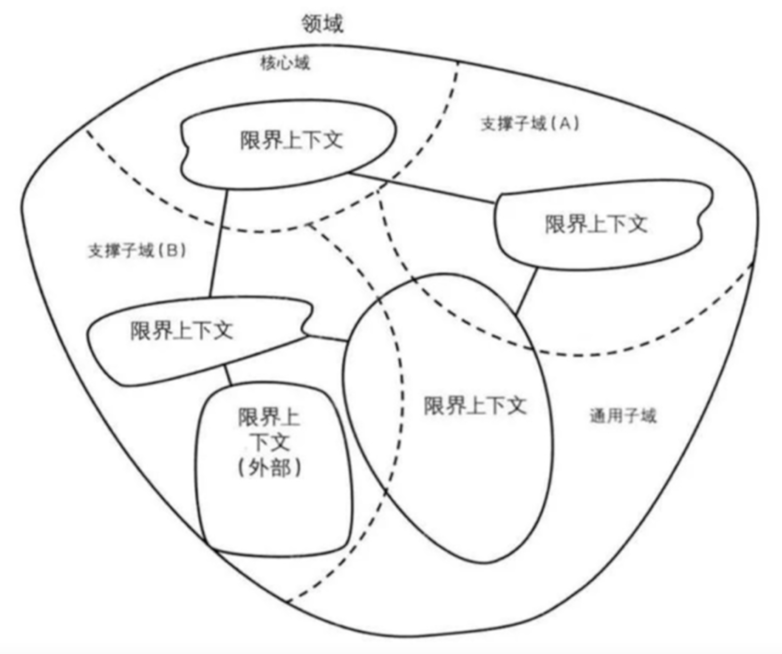 领域
核心域
支撑子域(A)
限界上下文
限界上下文
支撑子域(B)
限界上下文
限界上下文
通用子域
限界上
下文
(外部)